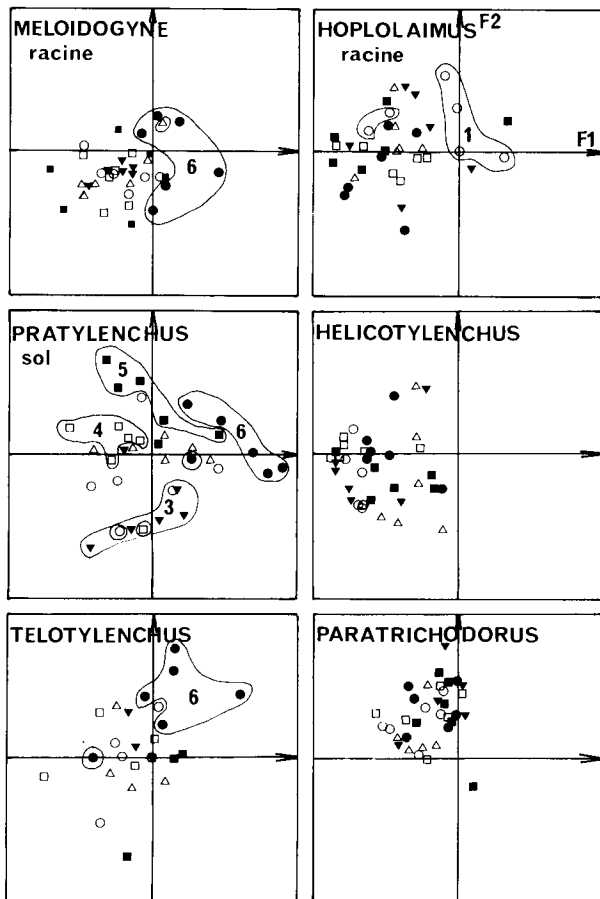 MELOIDOGYNE
racine
6
HOPLOLAIMUS F2
racine
1
F1
PRATYLENCHUS
sol
5
4
6
3
HELICOTYLENCHUS
TELOTYLENCHUS
6
PARATRICHODORUS